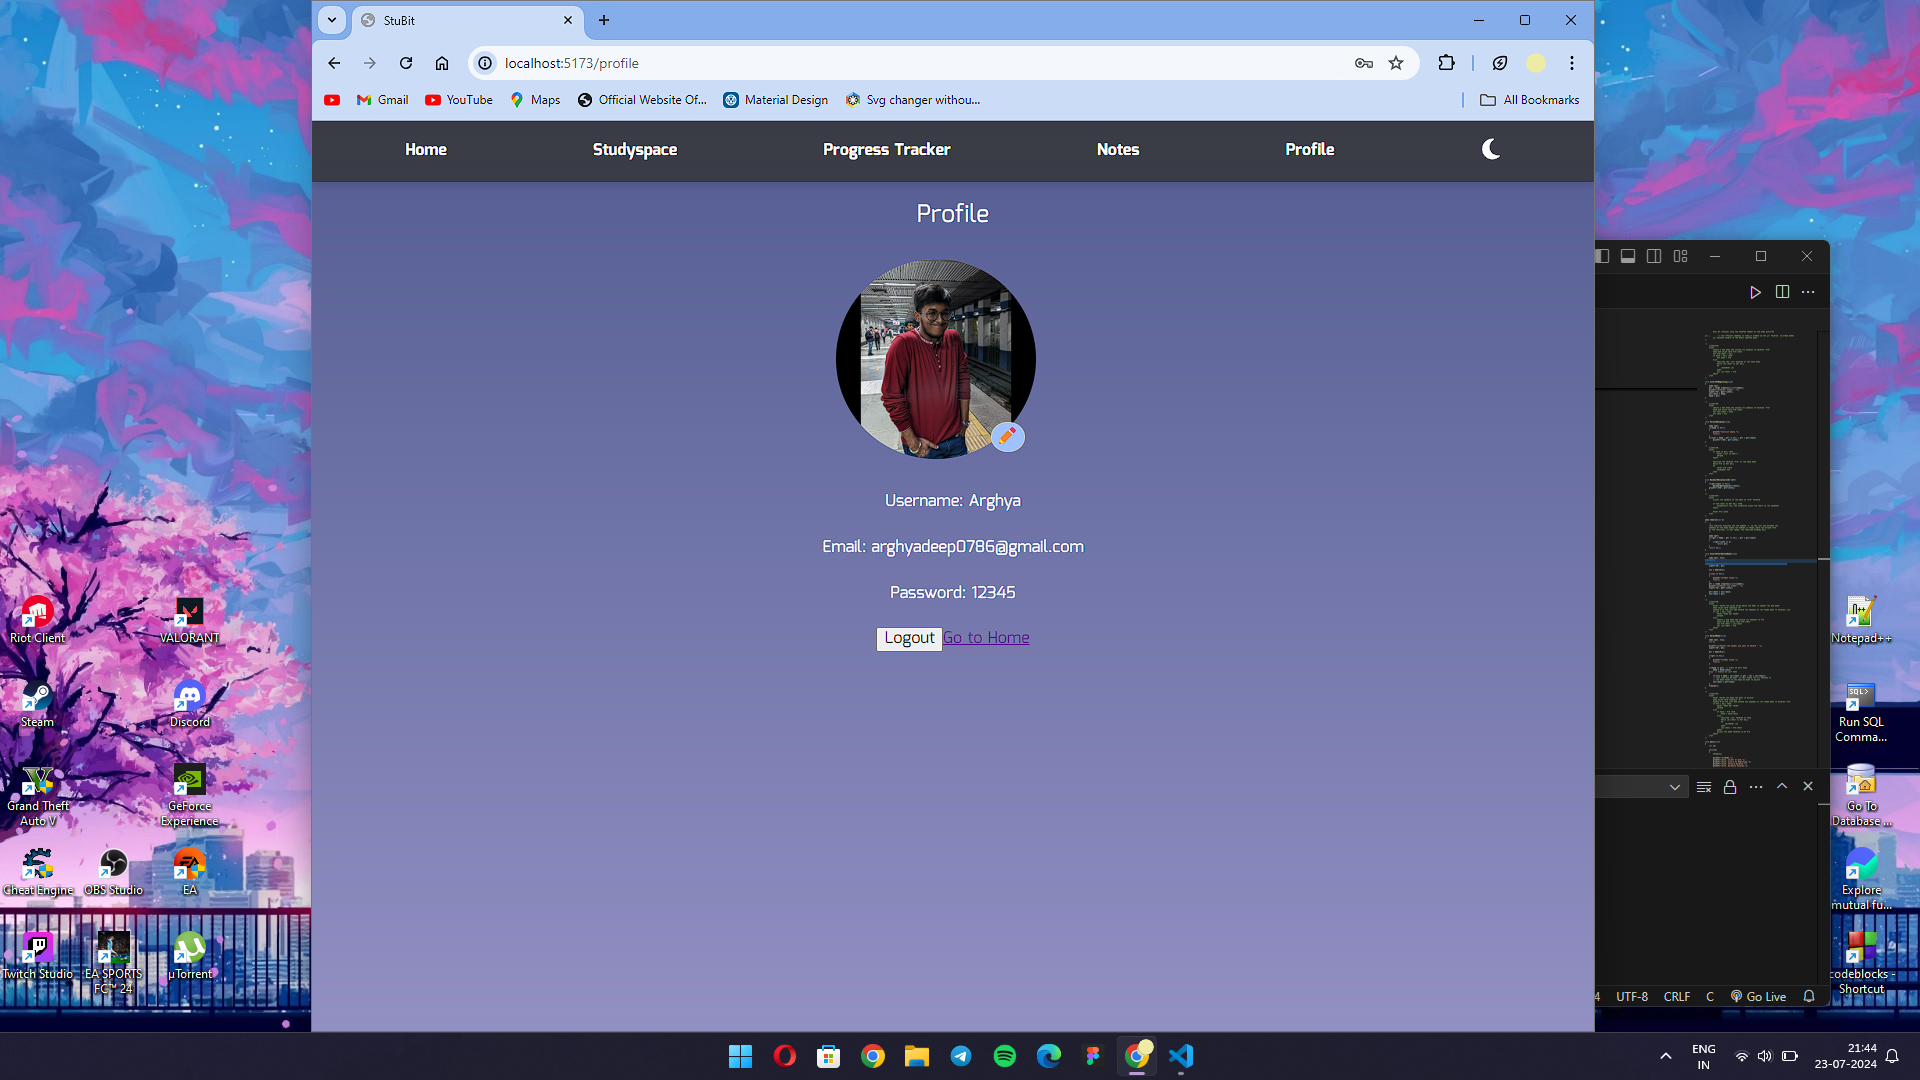 StuBit
localhost:5173/profile
Gmail
YouTube
Maps
Official Website Of...
Material Design
Svg changer withou...
All Bookmarks
Home
Studyspace
Progress Tracker
Notes
Profile
Profile
Username: Arghya
Email: arghyadeep0786@gmail.com
Password: 12345
Logout
Go to Home
Riot Client
VALORANT
Steam
Discord
Grand Theft
Auto V
GeForce
Experience
Cheat Engine
OBS Studio
EA
Twitch Studio
EA SPORTS
FC™ 24
µTorrent
Notepad++
SQL>
Run SQL
Comma...
Go To
Database ...
Explore
mutual fu...
codeblocks -
Shortcut
4
UTF-8
CRLF
C
Go Live
ENG
IN
21:44
23-07-2024